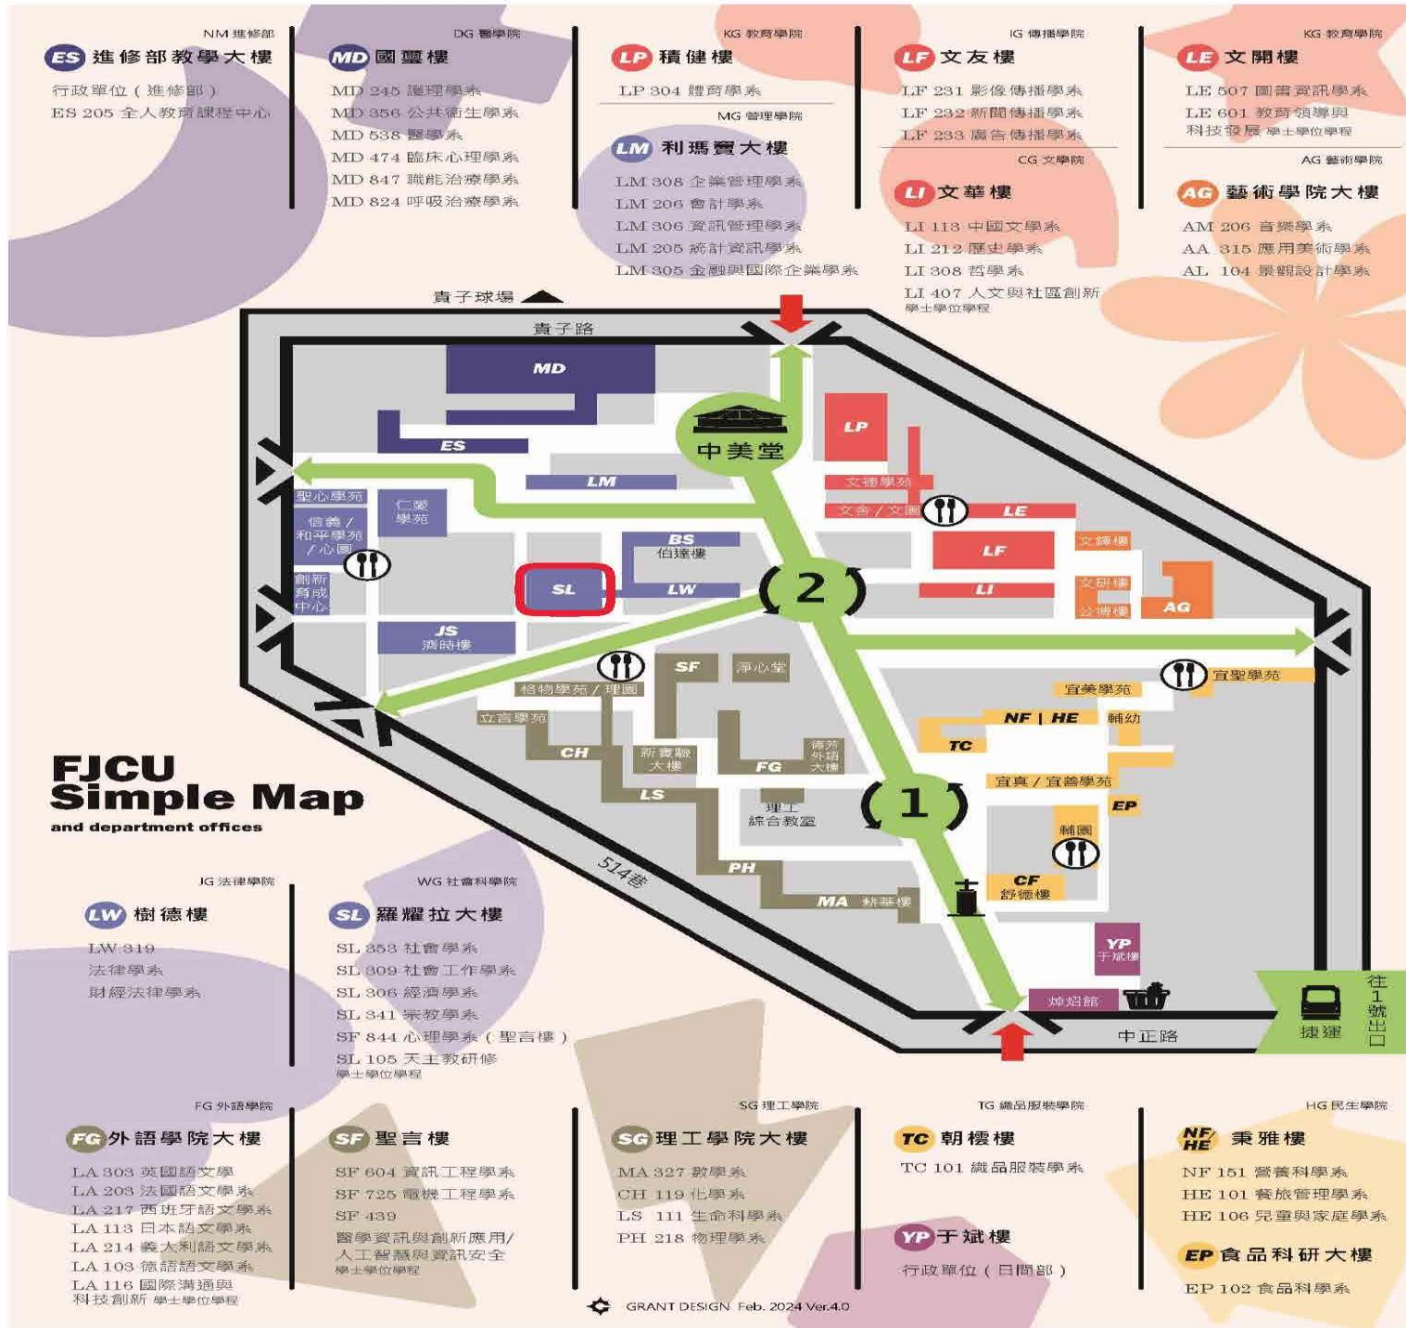 NM 進修部
ES 進修部教學大樓
行政單位 ( 進修部 )
ES 205 全人教育課程中心
DG 醫學院
MD 國璽樓
MD 245 護理學系
MD 356 公共衛生學系
MD 538 醫學系
MD 474 臨床心理學系
MD 847 職能治療學系
MD 824 呼吸治療學系
KG 教育學院
LP 積健樓
LP 304 體育學系
MG 管理學院
LM 利瑪竇大樓
LM 308 企業管理學系
LM 206 會計學系
LM 306 資訊管理學系
LM 205 統計資訊學系
LM 305 金融與國際企業學系
IG 傳播學院
LF 文友樓
LF 231 影像傳播學系
LF 232 新聞傳播學系
LF 233 廣告傳播學系
CG 文學院
LI 文華樓
LI 113 中國文學系
LI 212 歷史學系
LI 308 哲學系
LI 407 人文與社區創新
學士學位學程
KG 教育學院
LE 文開樓
LE 507 圖書資訊學系
LE 601 教育領導與
科技發展 學士學位學程
AG 藝術學院
AG 藝術學院大樓
AM 206 音樂學系
AA 315 應用美術學系
AL 104 景觀設計學系
貴子球場
貴子路
MD
ES
中美堂
LP
LM
文德學苑
文舍 / 文園
LE
聖心學苑
信義 /
和平學苑
/ 心園
仁愛
學苑
創新
育成
中心
BS
伯達樓
SL
LW
2
LF
LI
文鐸樓
文研樓
公博樓
AG
JS
濟時樓
SF
淨心堂
格物學苑 / 理園
立言學苑
CH
新實驗
大樓
LS
FG
德芳
外語
大樓
理工
綜合教室
宜聖學苑
宜美學苑
NF | HE
輔幼
TC
宜真 / 宜善學苑
EP
1
輔園
PH
MA 耕莘樓
CF
舒德樓
YP
于斌樓
焯炤館
514巷
中正路
捷運
往1號出口
FJCU
Simple Map
and department offices
JG 法律學院
LW 樹德樓
LW 319
法律學系
財經法律學系
WG 社會科學院
SL 羅耀拉大樓
SL 353 社會學系
SL 309 社會工作學系
SL 306 經濟學系
SL 341 宗教學系
SF 844 心理學系 ( 聖言樓 )
SL 105 天主教研修
學士學位學程
FG 外語學院
FG 外語學院大樓
LA 303 英國語文學
LA 203 法國語文學系
LA 217 西班牙語文學系
LA 113 日本語文學系
LA 214 義大利語文學系
LA 103 德語語文學系
LA 116 國際溝通與
科技創新 學士學位學程
SF 聖言樓
SF 604 資訊工程學系
SF 725 電機工程學系
SF 439
醫學資訊與創新應用/
人工智慧與資訊安全
學士學位學程
SG 理工學院
SG 理工學院大樓
MA 327 數學系
CH 119 化學系
LS 111 生命科學系
PH 218 物理學系
TG 織品服裝學院
TC 朝橒樓
TC 101 織品服裝學系
YP 于斌樓
行政單位 ( 日間部 )
HG 民生學院
NF/
HE 秉雅樓
NF 151 營養科學系
HE 101 餐旅管理學系
HE 106 兒童與家庭學系
EP 食品科研大樓
EP 102 食品科學系
GRANT DESIGN Feb. 2024 Ver.4.0